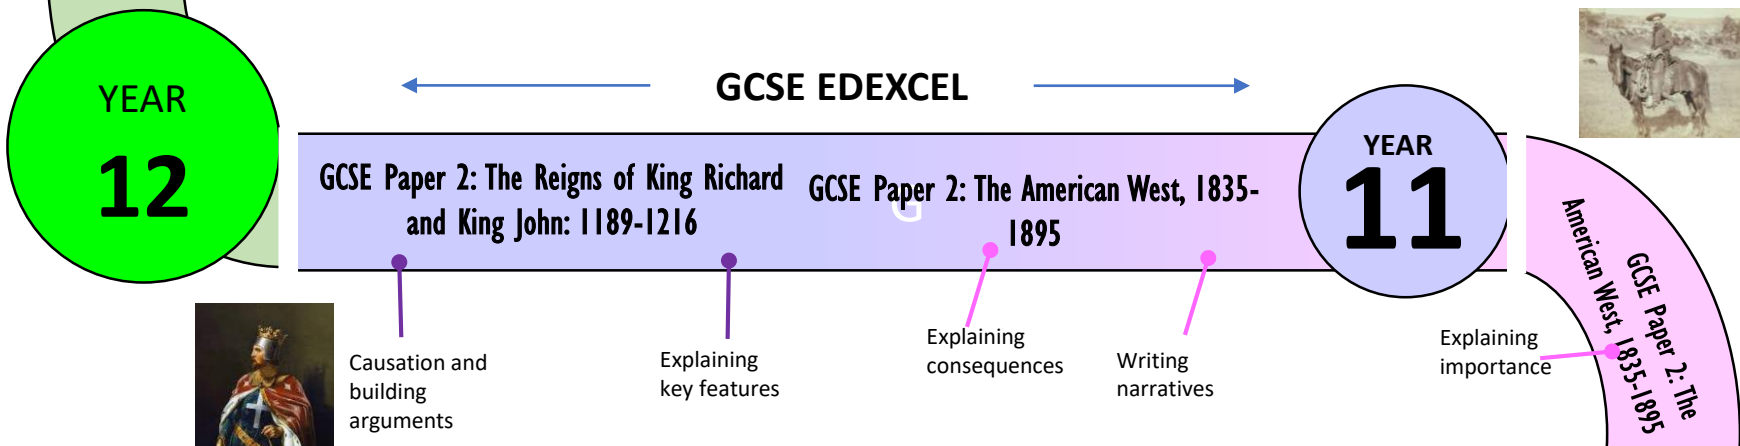 GCSE EDEXCEL
YEAR
12
GCSE Paper 2: The Reigns of King Richard
and King John: 1189-1216
GCSE Paper 2: The American West, 1835-
1895
G
YEAR
11
GCSE Paper 2: The
American West, 1835-1895
Causation and
building
arguments
Explaining
key features
Explaining
consequences
Writing
narratives
Explaining
importance